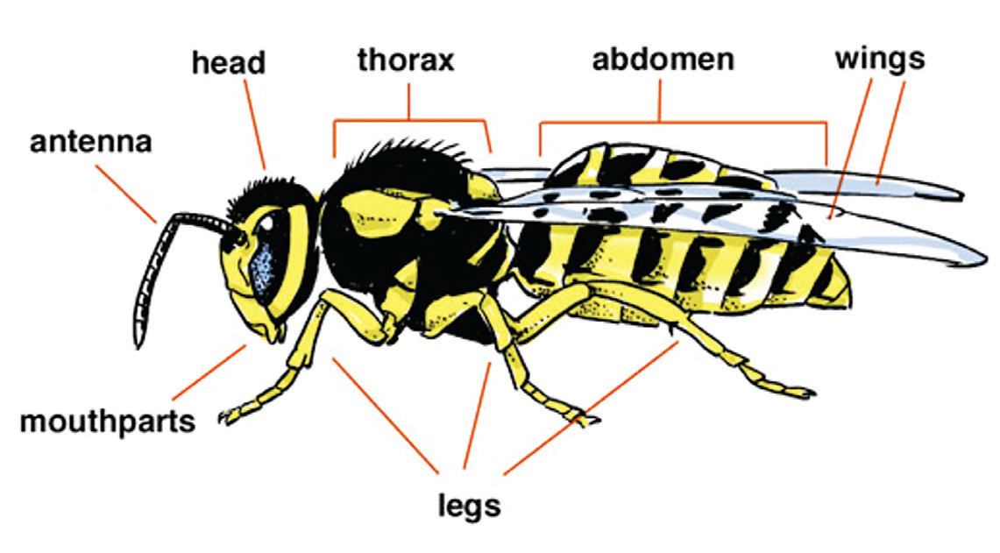 head
thorax
abdomen
wings
antenna
mouthparts
legs